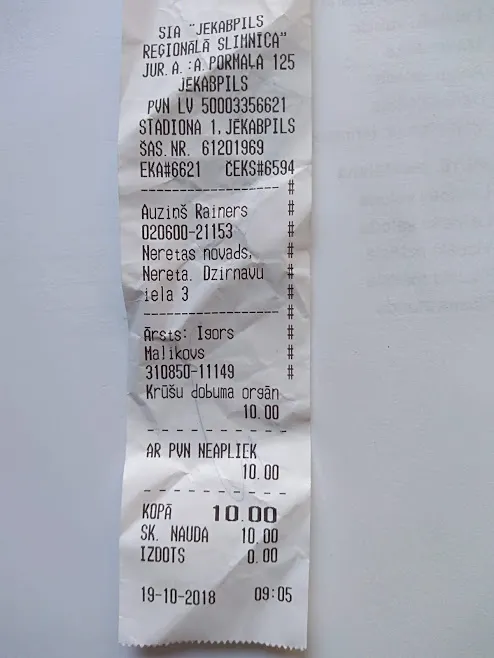 SIA "JEKABPILS
REĢIONĀLĀ SLIMNICA"
JUR.A.:A.PORMAĻA 125
JEKABPILS
PVN LV 50003356621
STADIONA 1,JEKABPILS
SAS.NR. 61201969
EKA#6621 ČEKS#6594
------------------- #
Auziņš Rainers #
020600-21153 #
Neretas novads, #
Nereta. Dzirnavu #
iela 3 #
------------------- #
Ārsts: Igors #
Malikovs #
310850-11149 #
Krūšu dobuma orgān
10.00
- - - - - - - - - - -
AR PVN NEAPLIEK
10.00
- - - - - - - - - - -
KOPĀ 10.00
SK. NAUDA 10.00
IZDOTS 0.00
19-10-2018 09:05